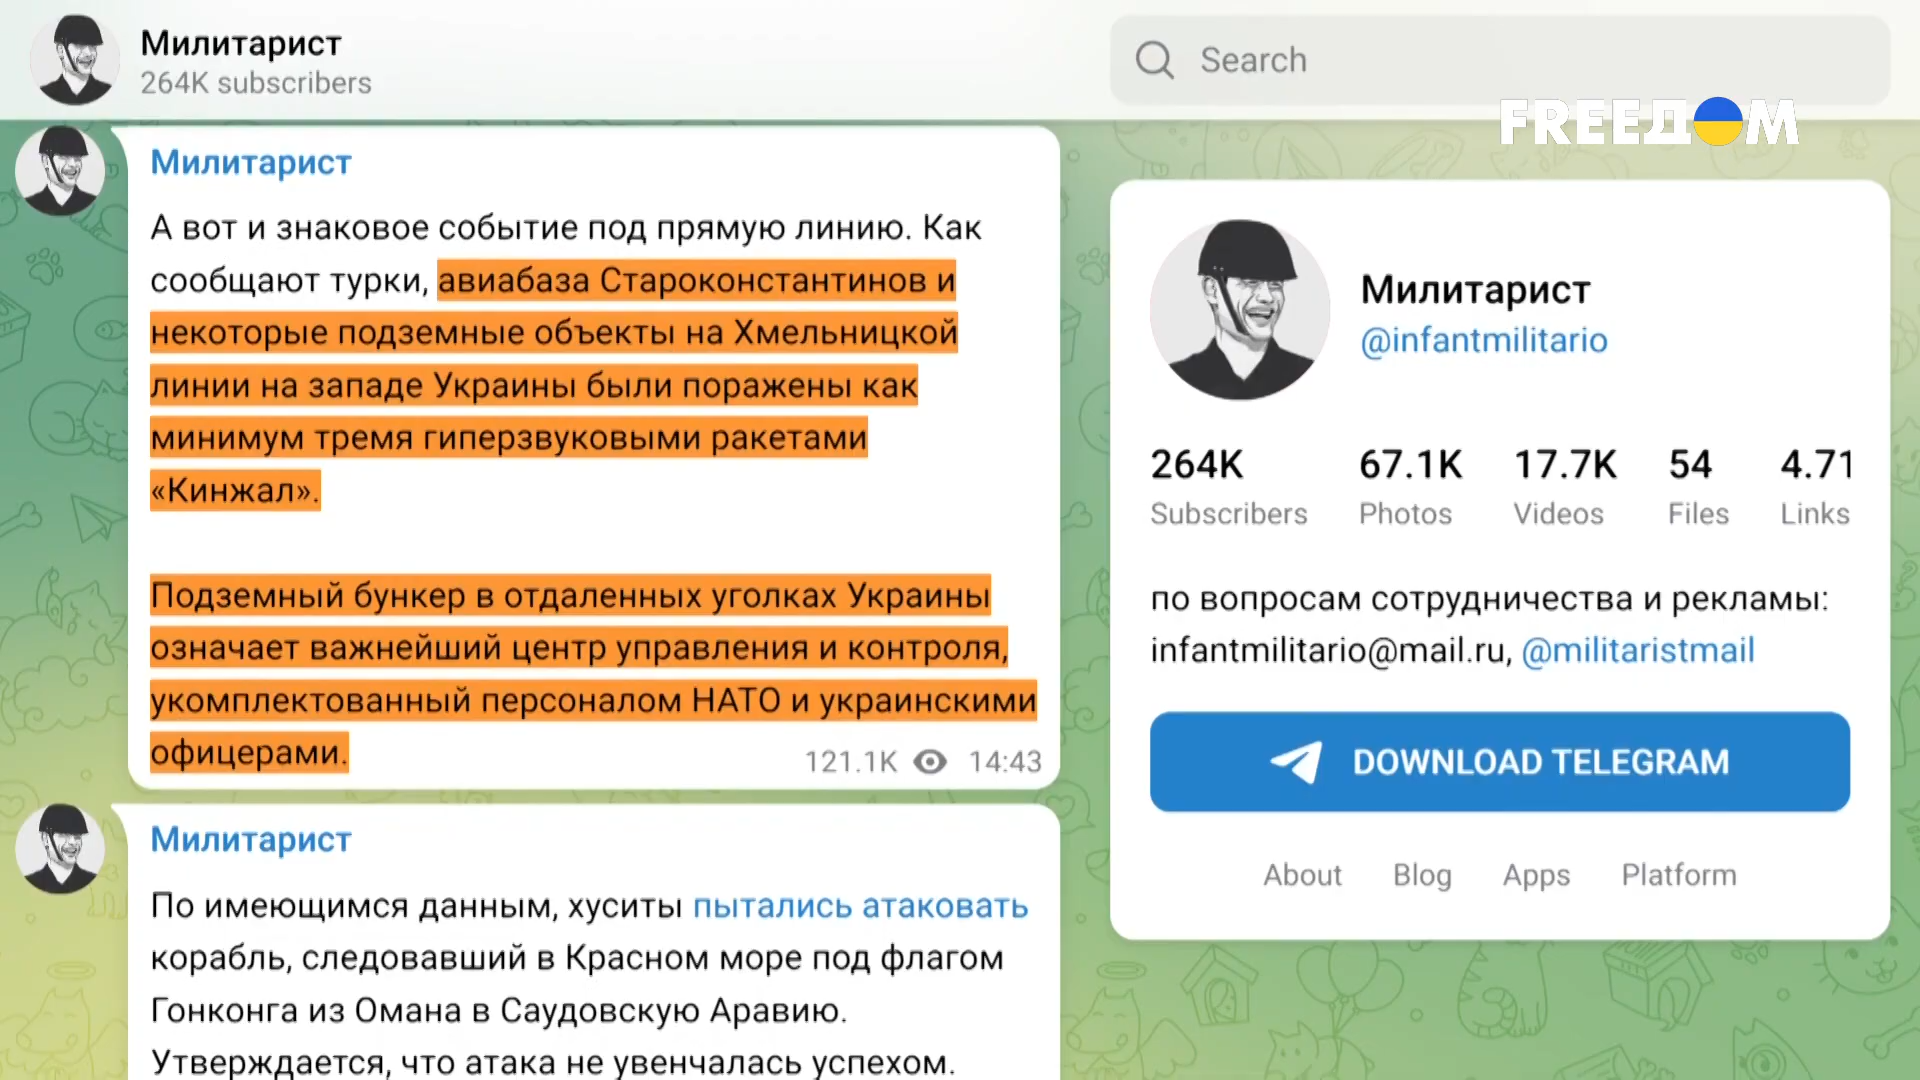 Милитарист
264K subscribers
Search
FREEДOM
Милитарист
А вот и знаковое событие под прямую линию. Как
сообщают турки, авиабаза Староконстантинов и
некоторые подземные объекты на Хмельницкой
линии на западе Украины были поражены как
минимум тремя гиперзвуковыми ракетами
«Кинжал».
Подземный бункер в отдаленных уголках Украины
означает важнейший центр управления и контроля,
укомплектованный персоналом НАТО и украинскими
офицерами.
121.1K 14:43
Милитарист
По имеющимся данным, хуситы пытались атаковать
корабль, следовавший в Красном море под флагом
Гонконга из Омана в Саудовскую Аравию.
Утверждается, что атака не увенчалась успехом.
Милитарист
@infantmilitario
264K 67.1K 17.7K 54 4.71
Subscribers Photos Videos Files Links
по вопросам сотрудничества и рекламы:
infantmilitario@mail.ru, @militaristmail
DOWNLOAD TELEGRAM
About Blog Apps Platform